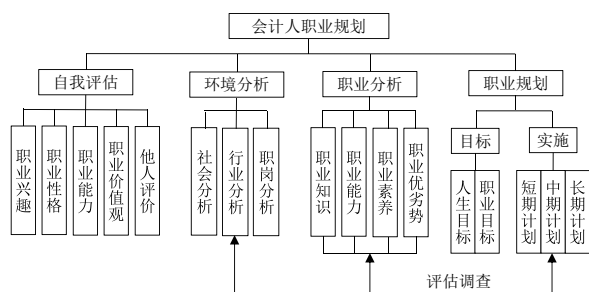 会计人职业规划
自我评估
环境分析
职业分析
职业规划
目标
实施
职业兴趣
职业性格
职业能力
职业价值观
他人评价
社会分析
行业分析
职岗分析
职业知识
职业能力
职业素养
职业优劣势
人生目标
职业目标
短期计划
中期计划
长期计划
评估调查